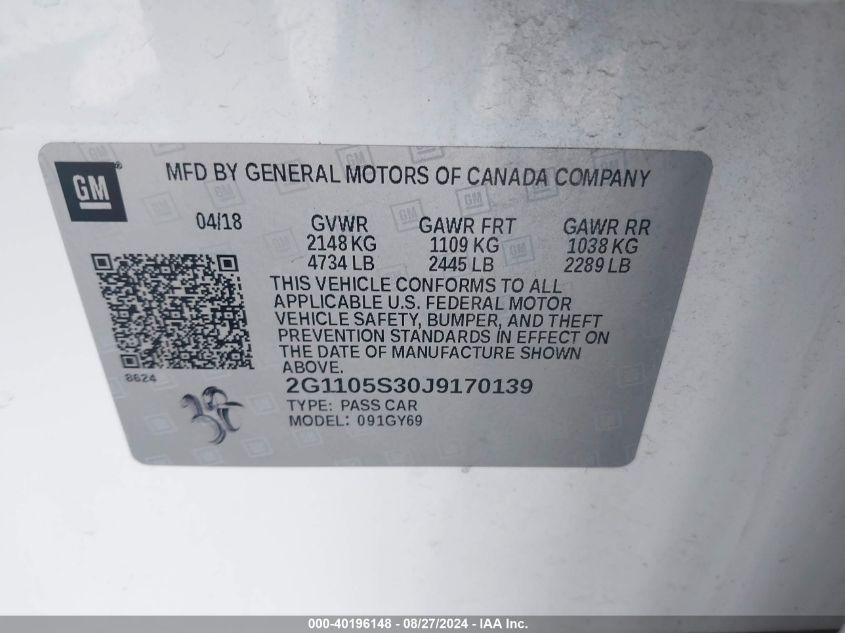 GM
MFD BY GENERAL MOTORS OF CANADA COMPANY
04/18 GVWR GAWR FRT GAWR RR
2148 KG 1109 KG 1038 KG
4734 LB 2445 LB 2289 LB
THIS VEHICLE CONFORMS TO ALL
APPLICABLE U.S. FEDERAL MOTOR
VEHICLE SAFETY, BUMPER, AND THEFT
PREVENTION STANDARDS IN EFFECT ON
THE DATE OF MANUFACTURE SHOWN
ABOVE.
8624
2G1105S30J9170139
TYPE: PASS CAR
MODEL: 091GY69
000-40196148 - 08/27/2024 - IAA Inc.